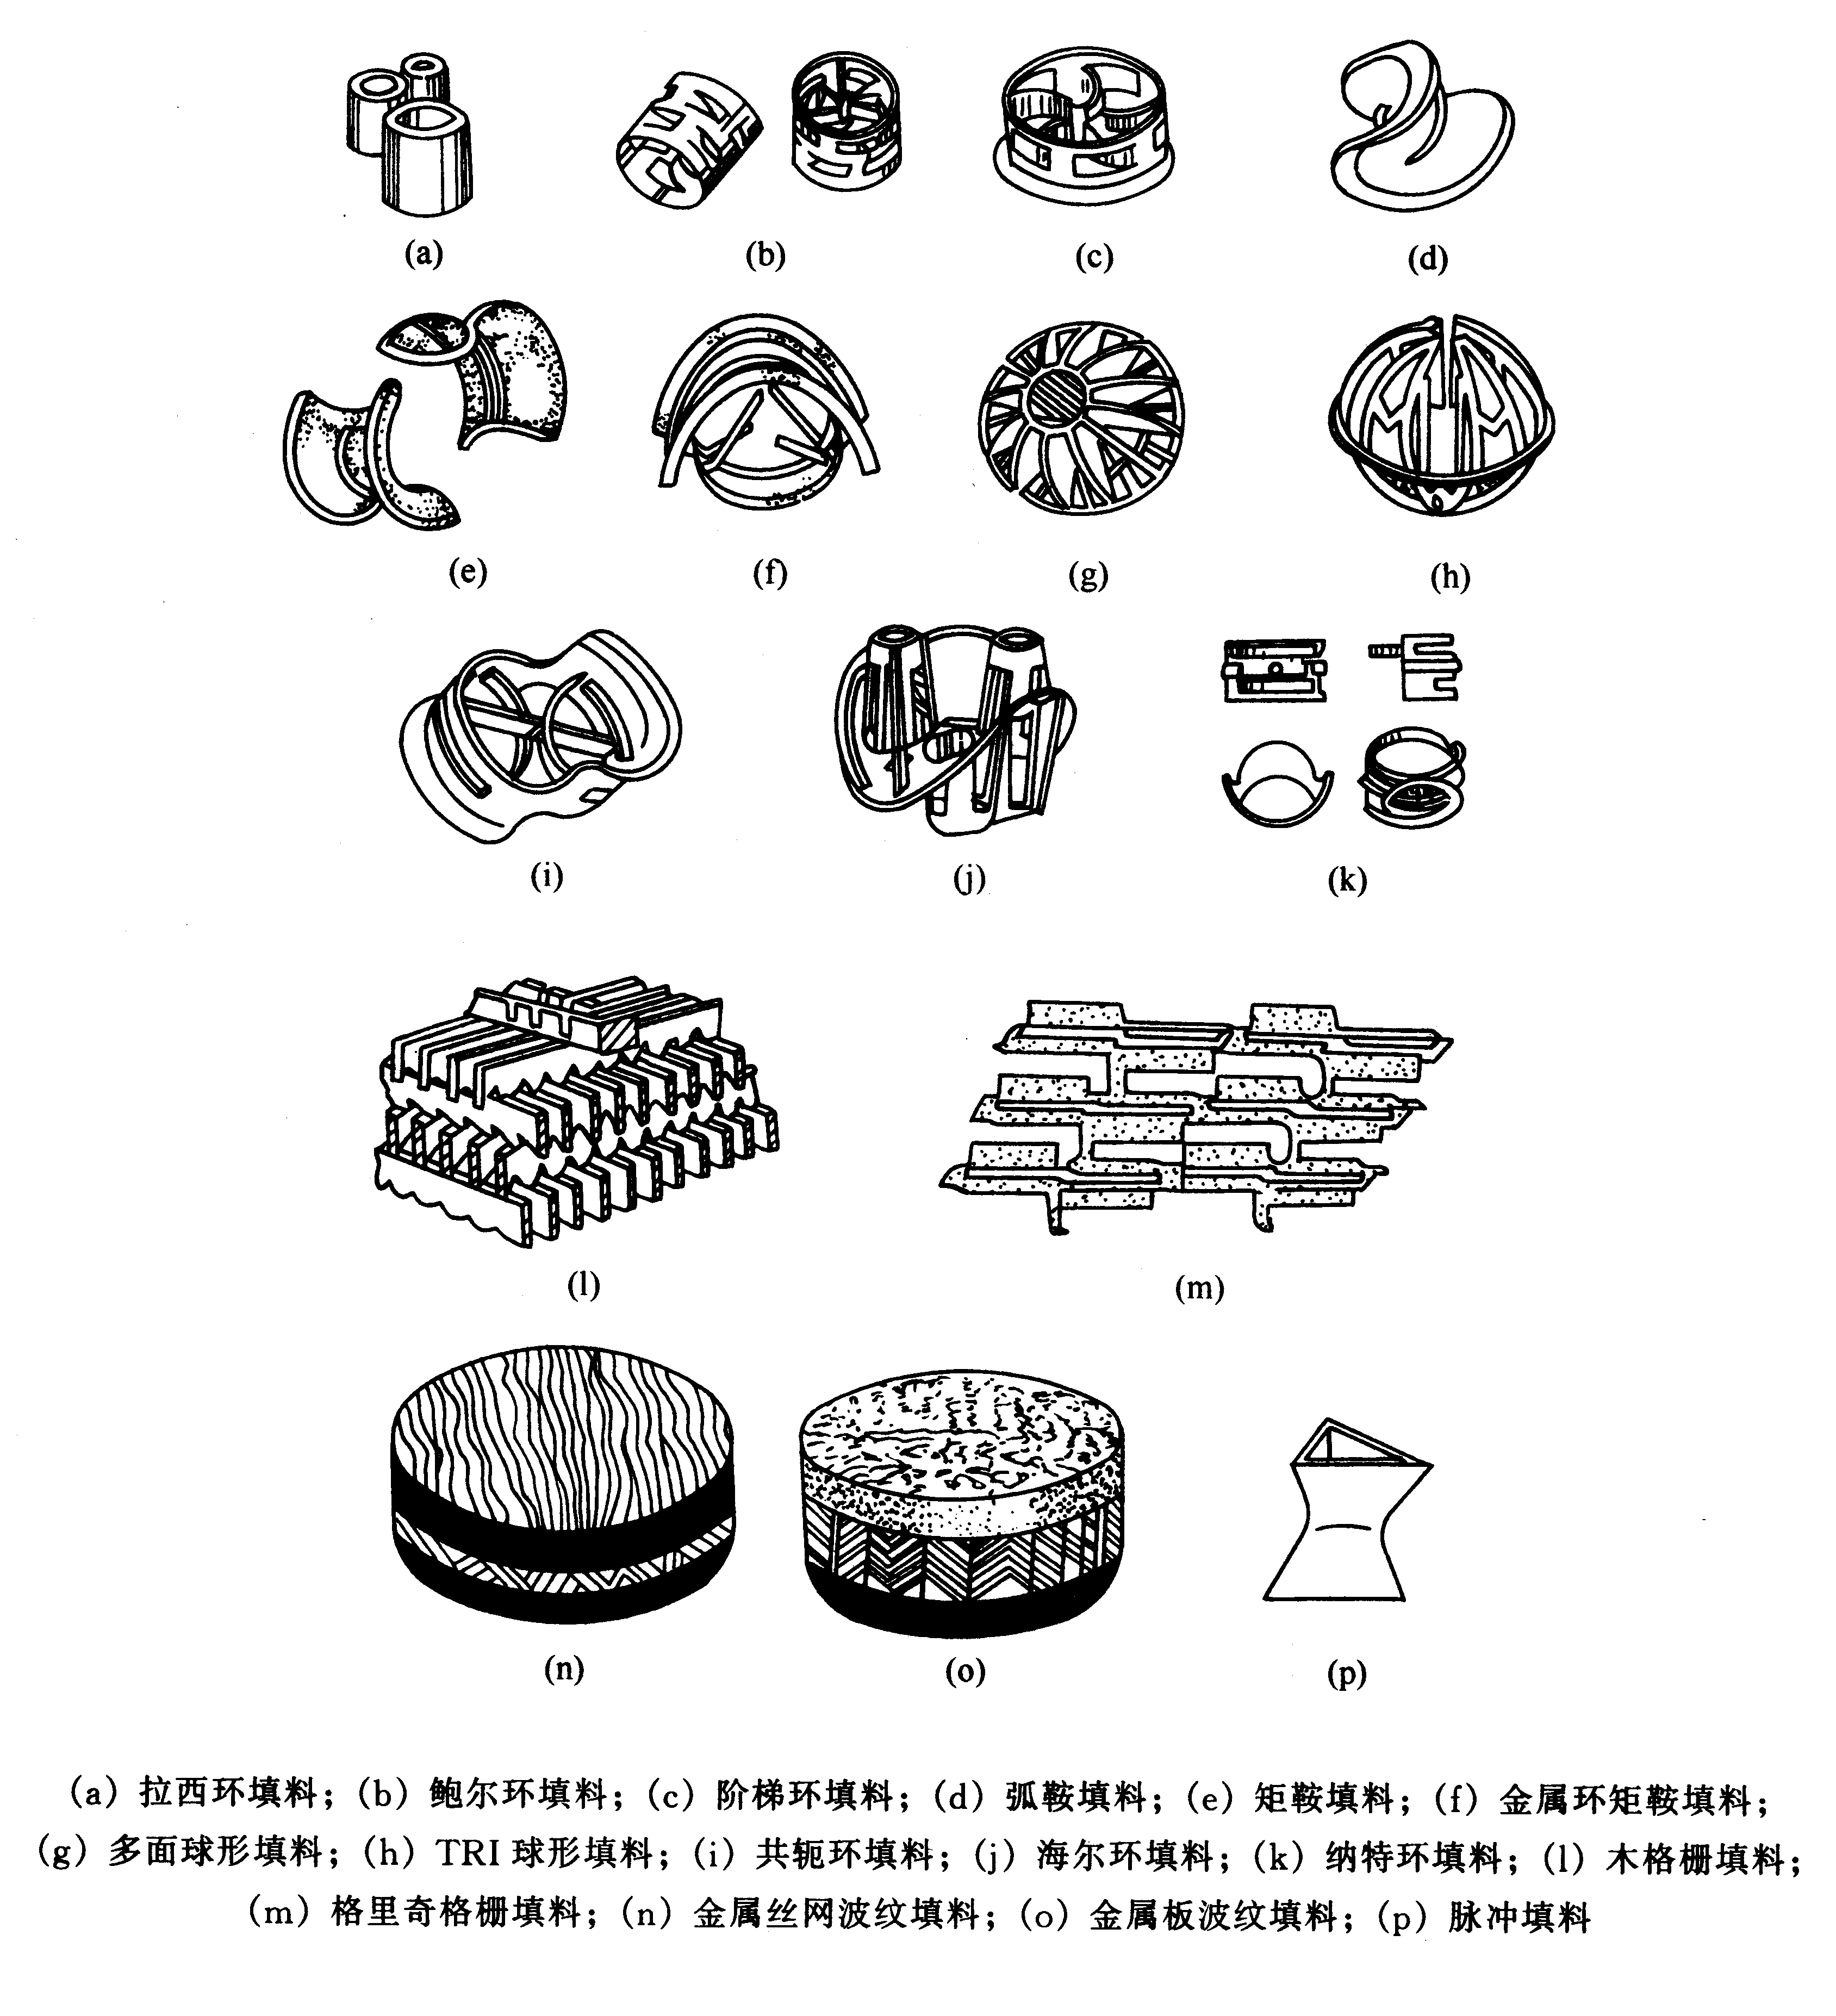 (a) (b) (c) (d)
(e) (f) (g) (h)
(i) (j) (k)
(l) (m)
(n) (o) (p)
(a) 拉西环填料；(b) 鲍尔环填料；(c) 阶梯环填料；(d) 弧鞍填料；(e) 矩鞍填料；(f) 金属环矩鞍填料；
(g) 多面球形填料；(h) TRI 球形填料；(i) 共轭环填料；(j) 海尔环填料；(k) 纳特环填料；(l) 木格栅填料；
(m) 格里奇格栅填料；(n) 金属丝网波纹填料；(o) 金属板波纹填料；(p) 脉冲填料